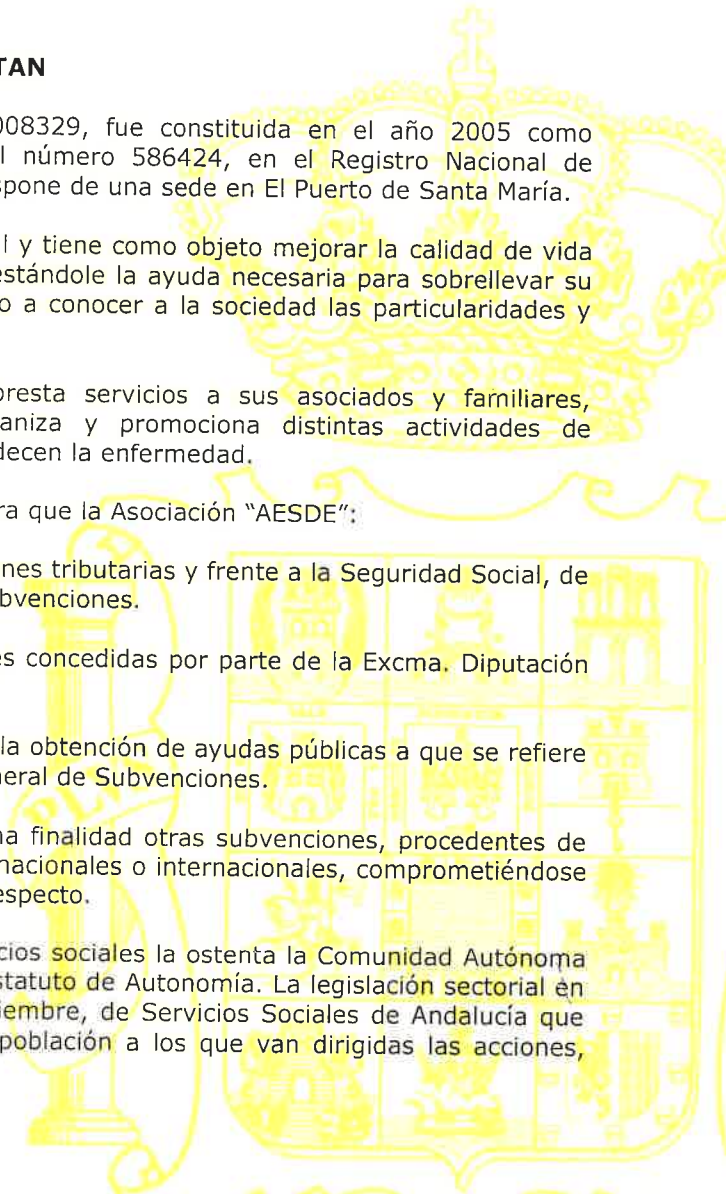 TAN
008329, fue constituida en el año 2005 como
l número 586424, en el Registro Nacional de
spone de una sede en El Puerto de Santa María.
l y tiene como objeto mejorar la calidad de vida
estándole la ayuda necesaria para sobrellevar su
o a conocer a la sociedad las particularidades y
presta servicios a sus asociados y familiares,
aniza y promociona distintas actividades de
decen la enfermedad.
ra que la Asociación "AESDE":
nes tributarias y frente a la Seguridad Social, de
ubvenciones.
es concedidas por parte de la Excma. Diputación
la obtención de ayudas públicas a que se refiere
neral de Subvenciones.
na finalidad otras subvenciones, procedentes de
nacionales o internacionales, comprometiéndose
especto.
cios sociales la ostenta la Comunidad Autónoma
statuto de Autonomía. La legislación sectorial en
iembre, de Servicios Sociales de Andalucía que
población a los que van dirigidas las acciones,
PLVS